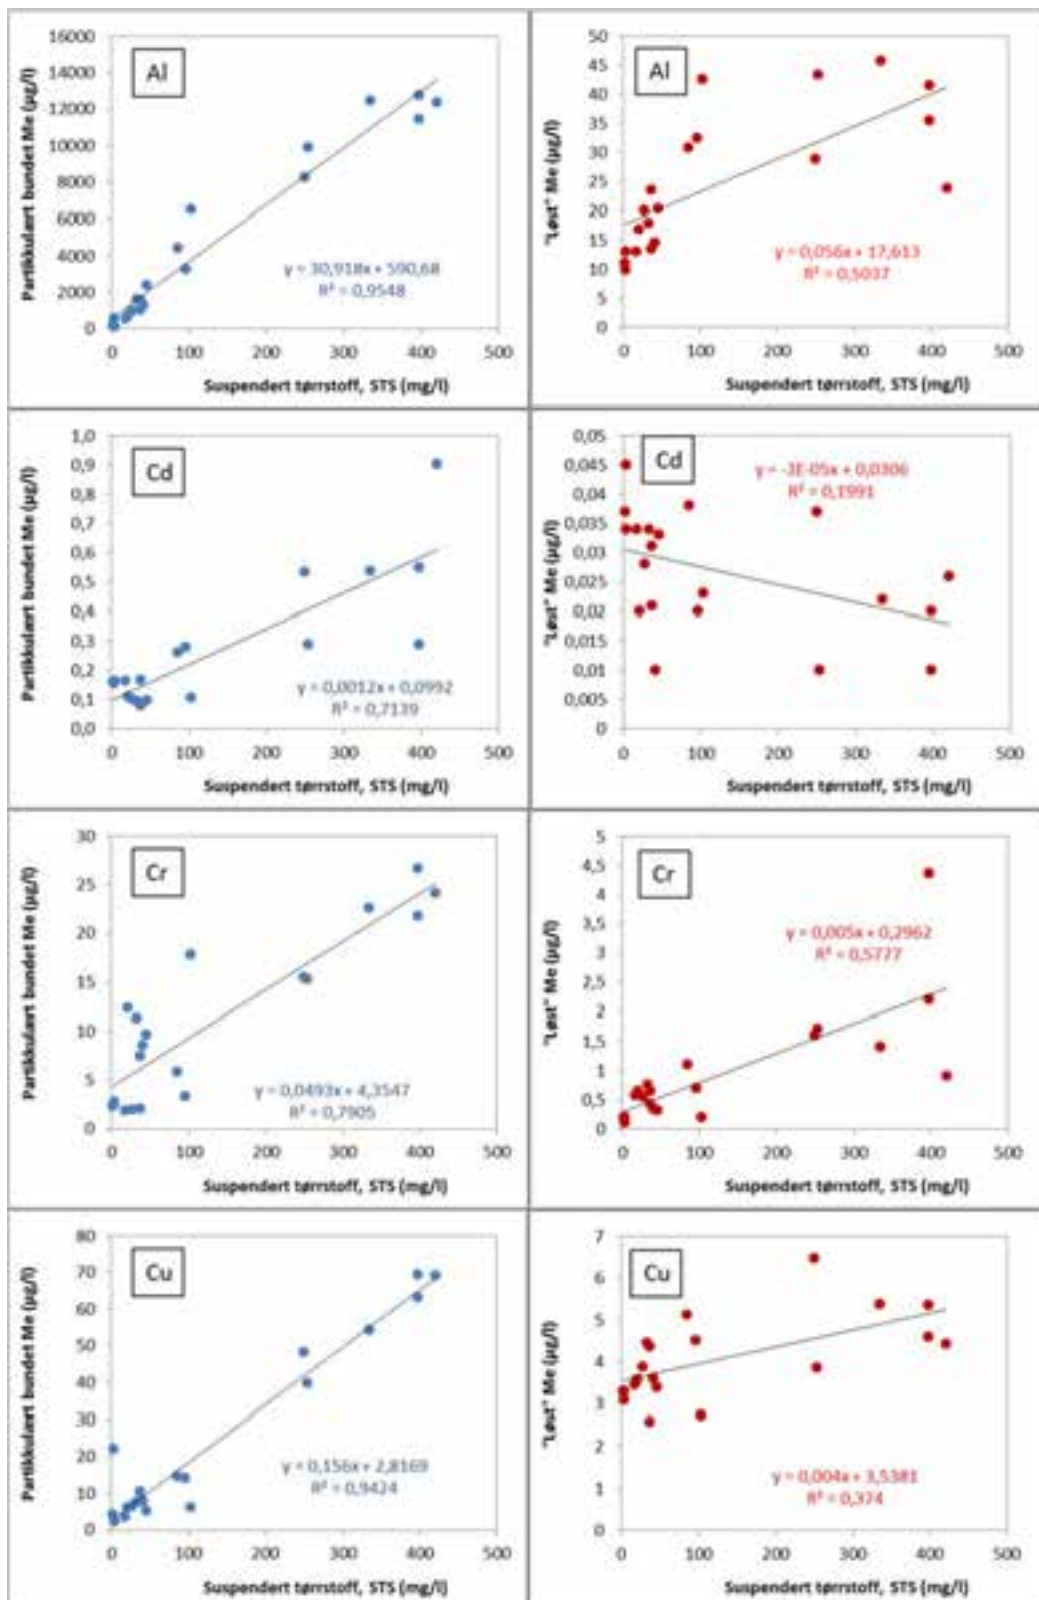 Al
Partikkulært bundet Me (µg/l)
16000
14000
12000
10000
8000
6000
4000
2000
0
y = 30,918x + 590,68
R² = 0,9548
0 100 200 300 400 500
Suspendert tørrstoff, STS (mg/l)
Al
"Løst" Me (µg/l)
50
45
40
35
30
25
20
15
10
5
0
y = 0,056x + 17,613
R² = 0,5037
0 100 200 300 400 500
Suspendert tørrstoff, STS (mg/l)
Cd
Partikkulært bundet Me (µg/l)
1,0
0,9
0,8
0,7
0,6
0,5
0,4
0,3
0,2
0,1
0,0
y = 0,0012x + 0,0992
R² = 0,7139
0 100 200 300 400 500
Suspendert tørrstoff, STS (mg/l)
Cd
"Løst" Me (µg/l)
0,05
0,045
0,04
0,035
0,03
0,025
0,02
0,015
0,01
0,005
0
y = -3E-05x + 0,0306
R² = 0,1991
0 100 200 300 400 500
Suspendert tørrstoff, STS (mg/l)
Cr
Partikkulært bundet Me (µg/l)
30
25
20
15
10
5
0
y = 0,0493x + 4,3547
R² = 0,7905
0 100 200 300 400 500
Suspendert tørrstoff, STS (mg/l)
Cr
"Løst" Me (µg/l)
5
4,5
4
3,5
3
2,5
2
1,5
1
0,5
0
y = 0,005x + 0,2962
R² = 0,5777
0 100 200 300 400 500
Suspendert tørrstoff, STS (mg/l)
Cu
Partikkulært bundet Me (µg/l)
80
70
60
50
40
30
20
10
0
y = 0,156x + 2,8169
R² = 0,9424
0 100 200 300 400 500
Suspendert tørrstoff, STS (mg/l)
Cu
"Løst" Me (µg/l)
7
6
5
4
3
2
1
0
y = 0,004x + 3,5381
R² = 0,374
0 100 200 300 400 500
Suspendert tørrstoff, STS (mg/l)